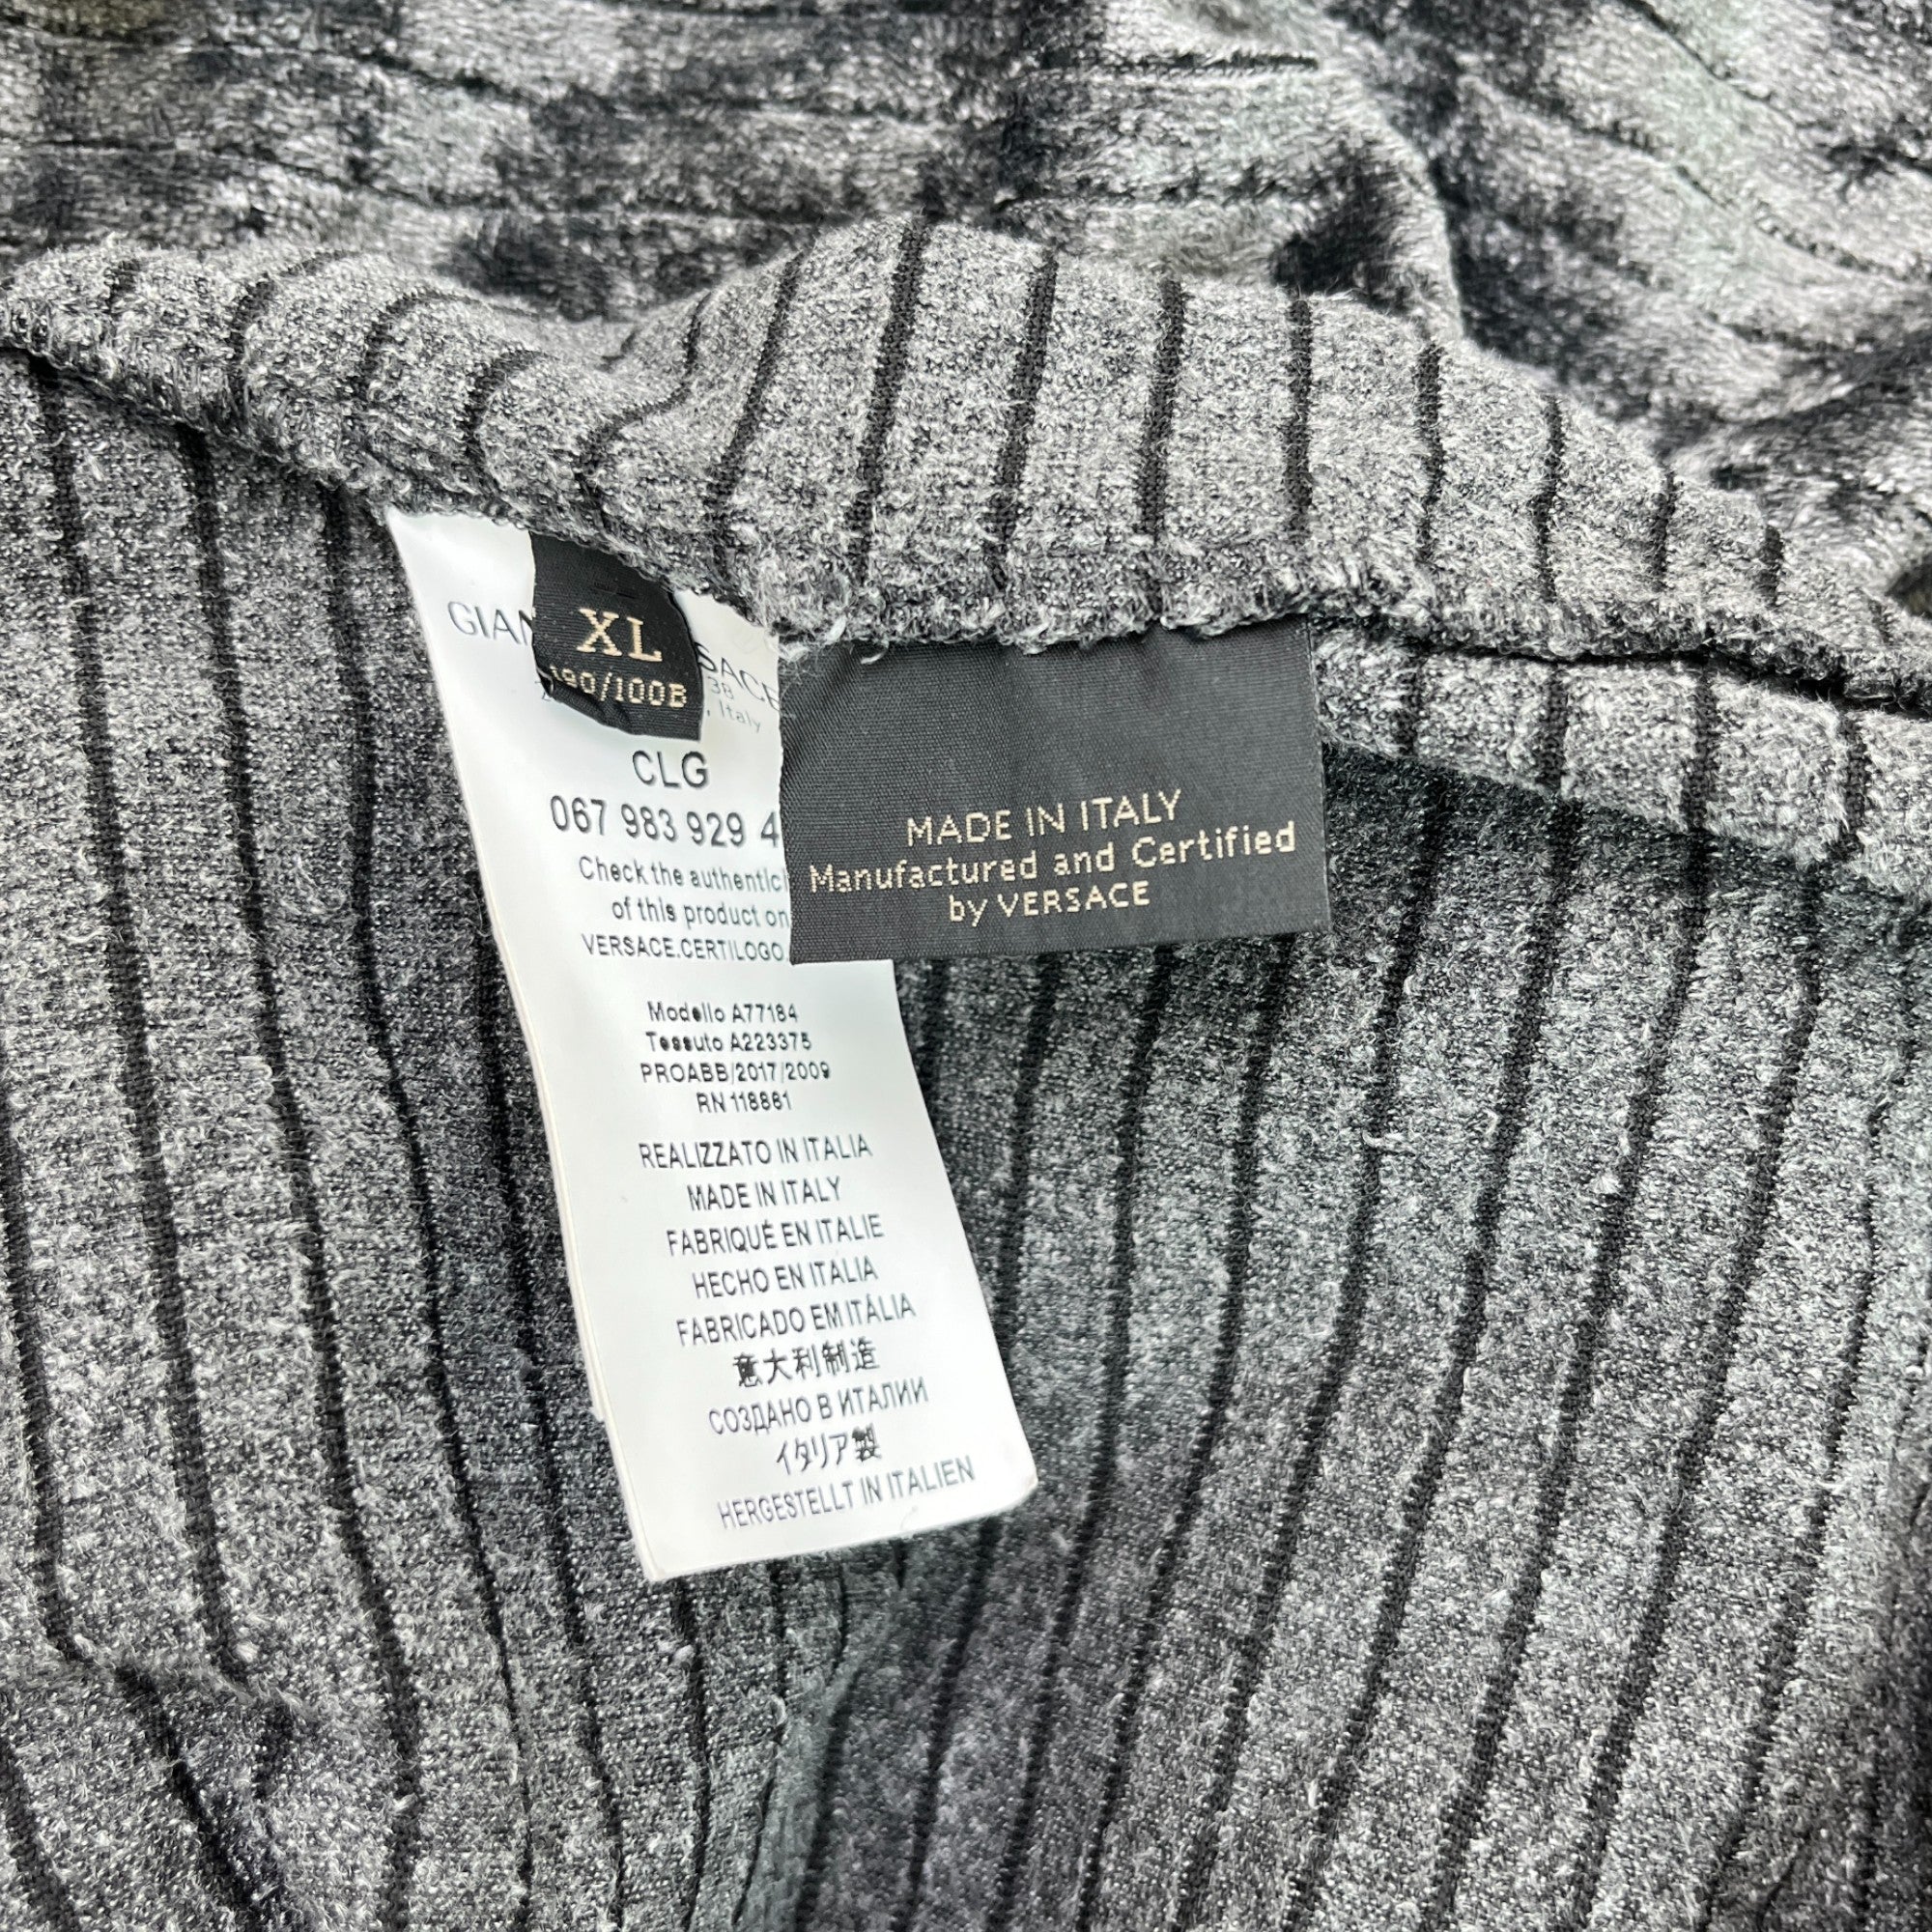 XL
190/100B
, Italy
CLG
067 983 929 4
Check the
of this product on
VERSACE.CERTILOGO.
Modello A77184
Tessuto A223375
PROABB/2017/2009
RN 118861
REALIZZATO IN ITALIA
MADE IN ITALY
FABRIQUÉ EN ITALIE
HECHO EN ITALIA
FABRICADO EM ITÁLIA
意大利制造
СОЗДАНО В ИТАЛИИ
イタリア製
HERGESTELLT IN ITALIEN
MADE IN ITALY
Manufactured and Certified
by VERSACE